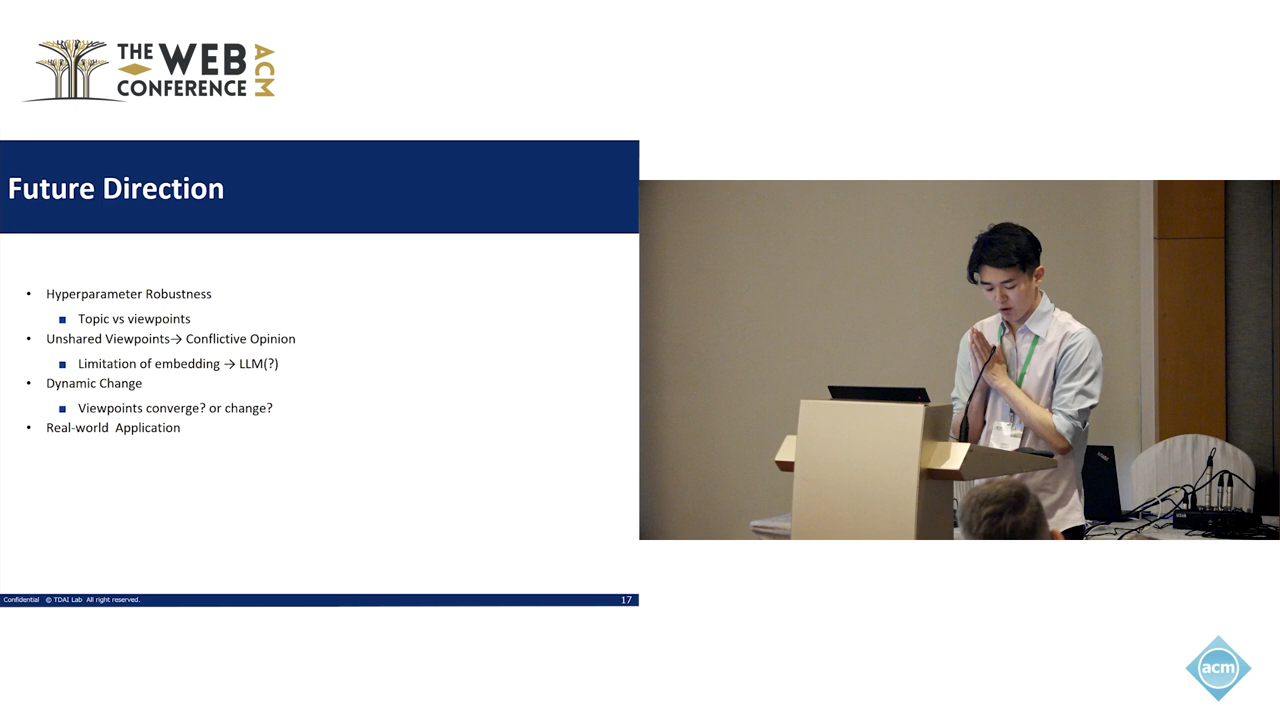 THE WEB
CONFERENCE
ACM
Future Direction
• Hyperparameter Robustness
■ Topic vs viewpoints
• Unshared Viewpoints→ Conflictive Opinion
■ Limitation of embedding → LLM(?)
• Dynamic Change
■ Viewpoints converge? or change?
• Real-world Application
Confidential © TDAI Lab All right reserved.
17
acm